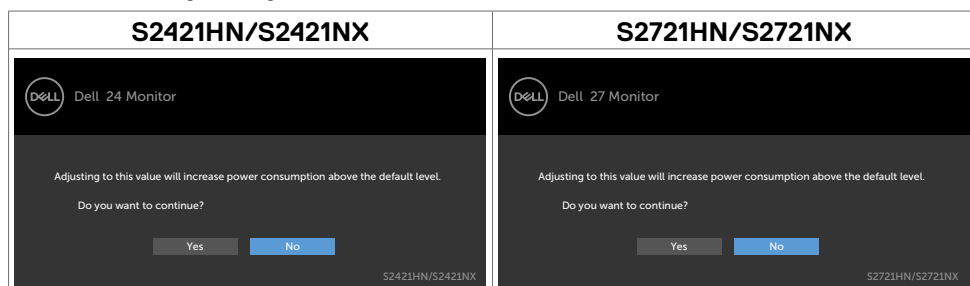 S2421HN/S2421NX
S2721HN/S2721NX
DELL Dell 24 Monitor
Adjusting to this value will increase power consumption above the default level.
Do you want to continue?
Yes No
S2421HN/S2421NX
DELL Dell 27 Monitor
Adjusting to this value will increase power consumption above the default level.
Do you want to continue?
Yes No
S2721HN/S2721NX